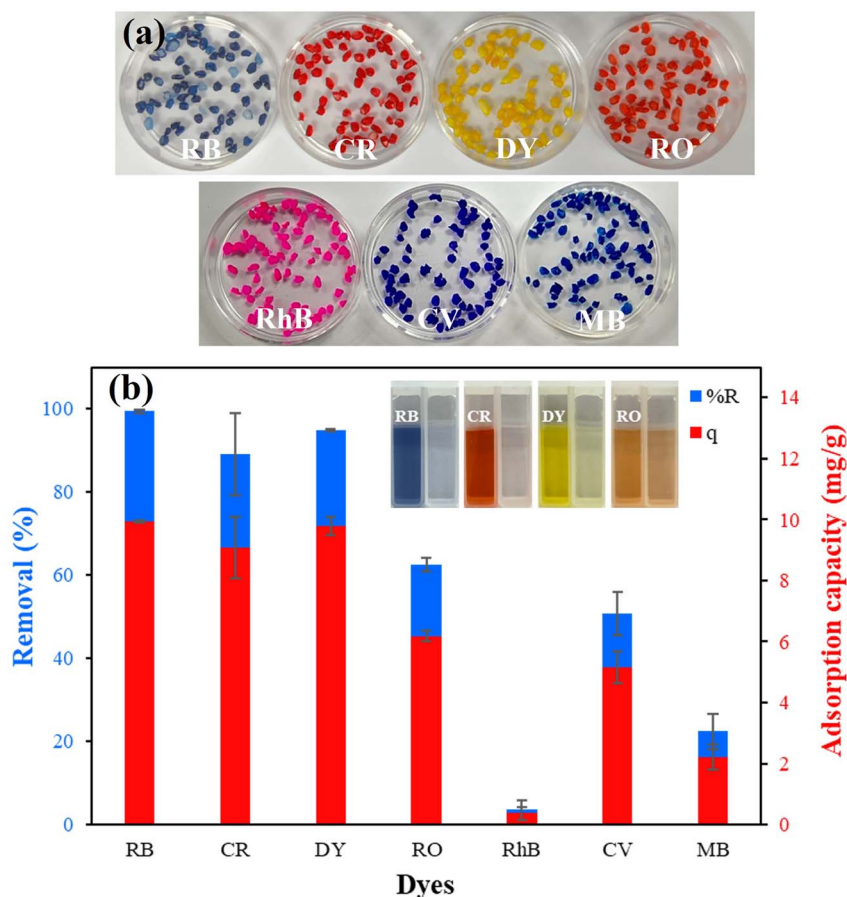 (a)
RB CR DY RO
RhB CV MB
(b)
Removal (%)
100
80
60
40
20
0
RB CR DY RO
%R
q
14
12
10
8
6
4
2
0
Adsorption capacity (mg/g)
RB CR DY RO RhB CV MB
Dyes